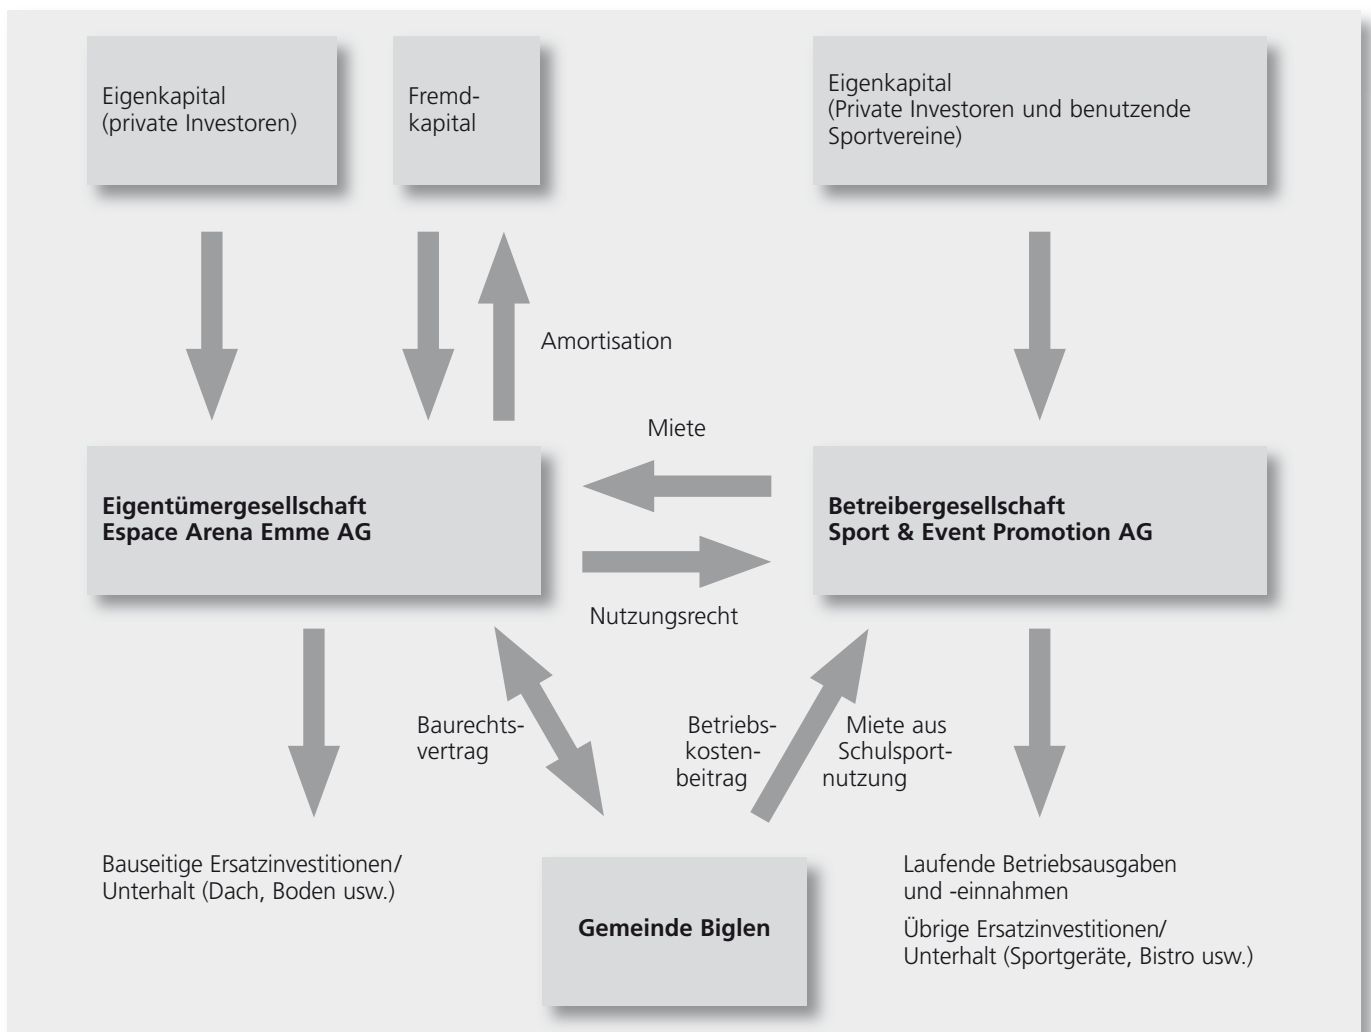 Eigenkapital
(private Investoren)
Fremd-
kapital
Eigenkapital
(Private Investoren und benutzende
Sportvereine)
Amortisation
Miete
Eigentümergesellschaft
Espace Arena Emme AG
Betreibergesellschaft
Sport & Event Promotion AG
Nutzungsrecht
Baurechts-
vertrag
Betriebs-
kosten-
beitrag
Miete aus
Schulsport-
nutzung
Bauseitige Ersatzinvestitionen/
Unterhalt (Dach, Boden usw.)
Gemeinde Biglen
Laufende Betriebsausgaben
und -einnahmen
Übrige Ersatzinvestitionen/
Unterhalt (Sportgeräte, Bistro usw.)